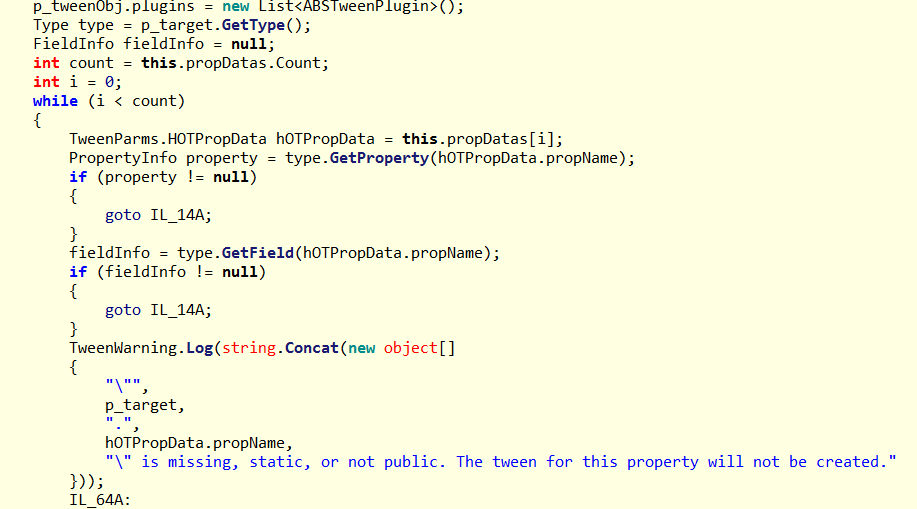 p_tweenObj.plugins = new List<ABSTweenPlugin>();
Type type = p_target.GetType();
FieldInfo fieldInfo = null;
int count = this.propDatas.Count;
int i = 0;
while (i < count)
{
TweenParms.HOTPropData hOTPropData = this.propDatas[i];
PropertyInfo property = type.GetProperty(hOTPropData.propName);
if (property != null)
{
goto IL_14A;
}
fieldInfo = type.GetField(hOTPropData.propName);
if (fieldInfo != null)
{
goto IL_14A;
}
TweenWarning.Log(string.Concat(new object[]
{
"\"",
p_target,
".",
hOTPropData.propName,
"\" is missing, static, or not public. The tween for this property will not be created."
}));
IL_64A: